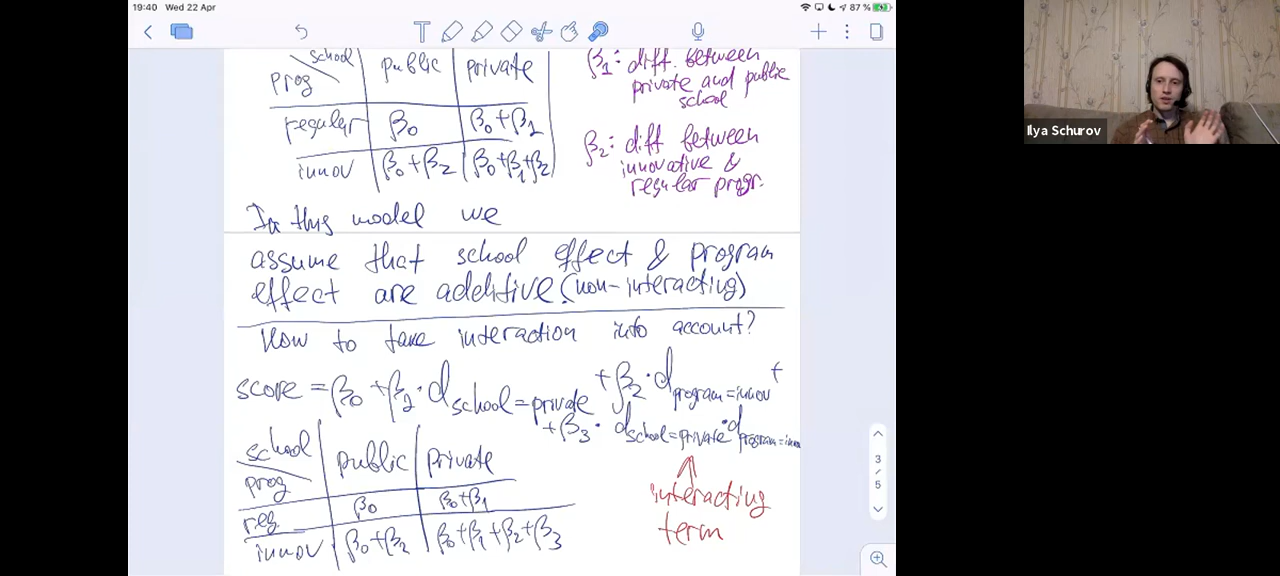 19:40 Wed 22 Apr
87 %
school
prog
public
private
regular
β0
β0+β1
innov
β0+β2
β0+β1+β2
β1: diff. between
private and public
school
β2: diff between
innovative &
regular progr.
In this model we
assume that school effect & program
effect are additive. (non-interacting)
How to take interaction into account?
score = β0 + β1 · d school=private + β2 · d program=innov +
+ β3 · d school=private · d program=innov
school
prog
public
private
reg
β0
β0+β1
innov
β0+β2
β0+β1+β2+β3
interacting
term
3
/
5
Ilya Schurov